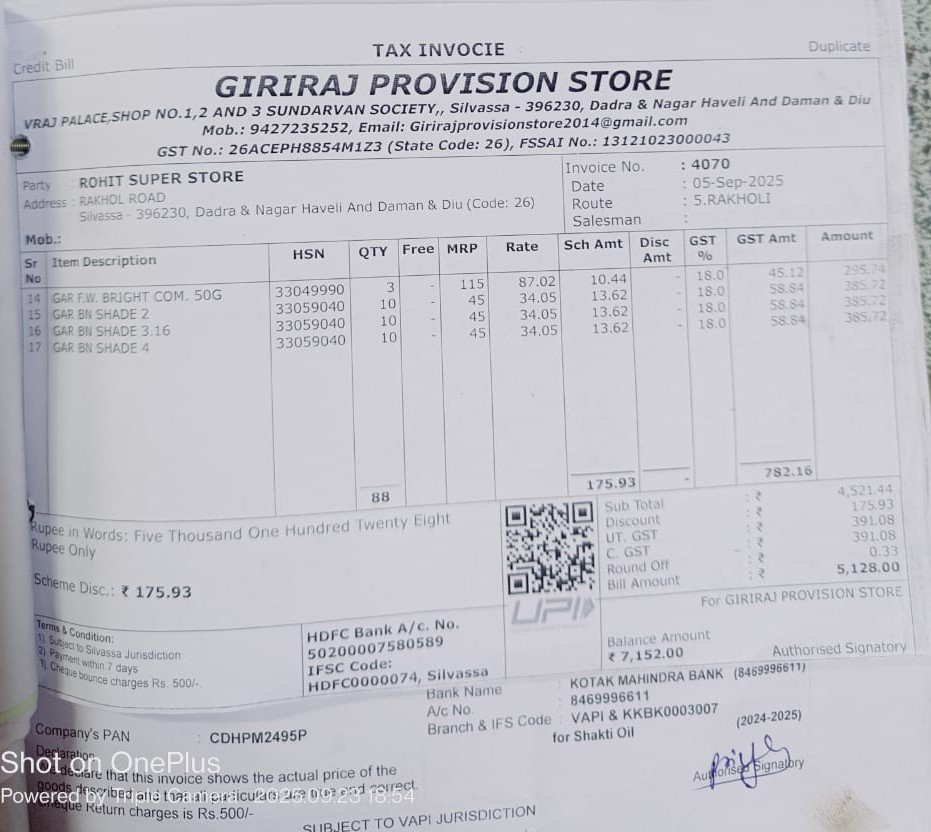 Credit Bill
TAX INVOCIE
Duplicate
GIRIRAJ PROVISION STORE
VRAJ PALACE,SHOP NO.1,2 AND 3 SUNDARVAN SOCIETY,, Silvassa - 396230, Dadra & Nagar Haveli And Daman & Diu
Mob.: 9427235252, Email: Girirajprovisionstore2014@gmail.com
GST No.: 26ACEPH8854M1Z3 (State Code: 26), FSSAI No.: 13121023000043
Party : ROHIT SUPER STORE
Address : RAKHOL ROAD
Silvassa - 396230, Dadra & Nagar Haveli And Daman & Diu (Code: 26)
Mob.:
Invoice No. : 4070
Date : 05-Sep-2025
Route : 5.RAKHOLI
Salesman :
Sr No Item Description HSN QTY Free MRP Rate Sch Amt Disc Amt GST % GST Amt Amount
14 GAR F.W. BRIGHT COM. 50G 33049990 3 - 115 87.02 10.44 - 18.0 45.12 295.74
15 GAR BN SHADE 2 33059040 10 - 45 34.05 13.62 - 18.0 58.84 385.72
16 GAR BN SHADE 3.16 33059040 10 - 45 34.05 13.62 - 18.0 58.84 385.72
17 GAR BN SHADE 4 33059040 10 - 45 34.05 13.62 - 18.0 58.84 385.72
88 175.93 - 782.16
Rupee in Words: Five Thousand One Hundred Twenty Eight
Rupee Only
Scheme Disc.: ₹ 175.93
UPI
Sub Total : ₹ 4,521.44
Discount : ₹ 175.93
UT. GST : ₹ 391.08
C. GST : ₹ 391.08
Round Off : ₹ 0.33
Bill Amount : ₹ 5,128.00
For GIRIRAJ PROVISION STORE
Terms & Condition:
1) Subject to Silvassa Jurisdiction
2) Payment within 7 days
3) Cheque bounce charges Rs. 500/-
HDFC Bank A/c. No.
50200007580589
IFSC Code:
HDFC0000074, Silvassa
Balance Amount
₹ 7,152.00
Authorised Signatory
Bank Name : KOTAK MAHINDRA BANK (8469996611)
A/c No. : 8469996611
Branch & IFS Code : VAPI & KKBK0003007
for Shakti Oil
(2024-2025)
Company's PAN : CDHPM2495P
Authorised Signatory
Declaration
We declare that this invoice shows the actual price of the
goods described and that all particulars are true and correct.
Cheque Return charges is Rs.500/-
SUBJECT TO VAPI JURISDICTION
Shot on OnePlus
Powered by Triple Camera 2025.09.23 18:54